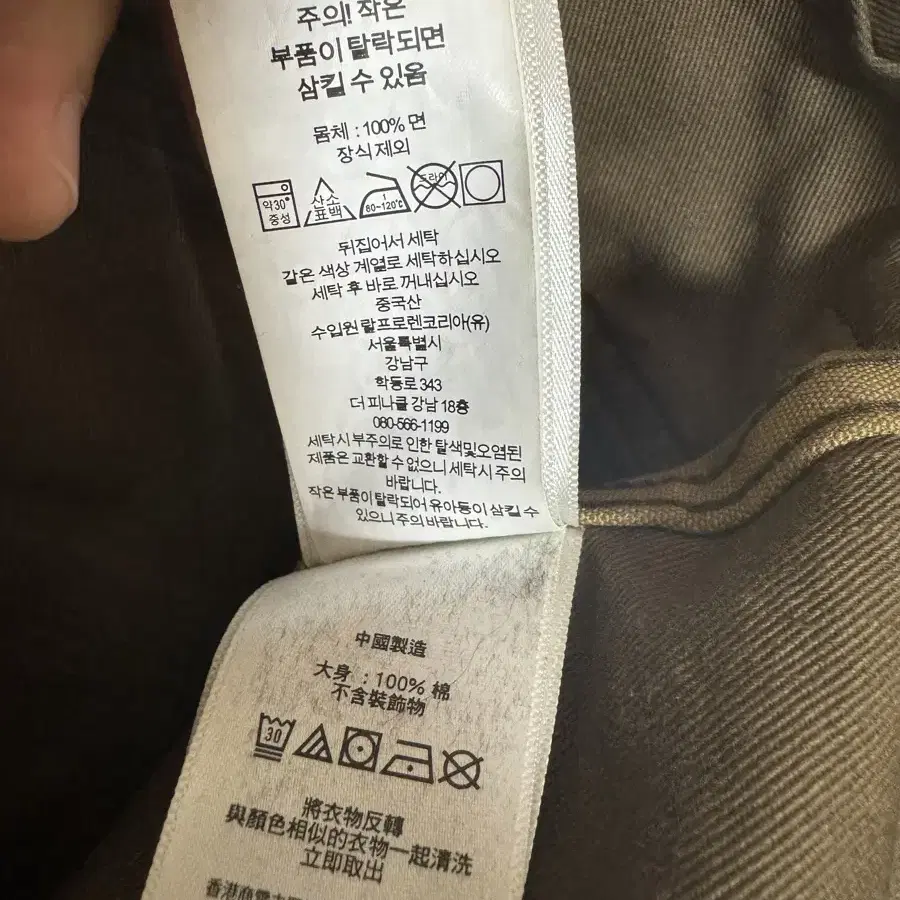 주의! 작은
부품이 탈락되면
삼킬 수 있음
몸체 : 100% 면
장식 제외
약30°
중성
산소
표백
1
80~120℃
드라이
뒤집어서 세탁
같은 색상 계열로 세탁하십시오
세탁 후 바로 꺼내십시오
중국산
수입원 랄프로렌코리아(유)
서울특별시
강남구
학동로 343
더 피나클 강남 18층
080-566-1199
세탁시 부주의로 인한 탈색및오염된
제품은 교환할 수 없으니 세탁시 주의
바랍니다.
작은 부품이 탈락되어 유아등이 삼킬 수
있으니 주의 바랍니다.
中國製造
大身 : 100% 棉
不含裝飾物
30
將衣物反轉
與顏色相似的衣物一起清洗
立即取出
香港商